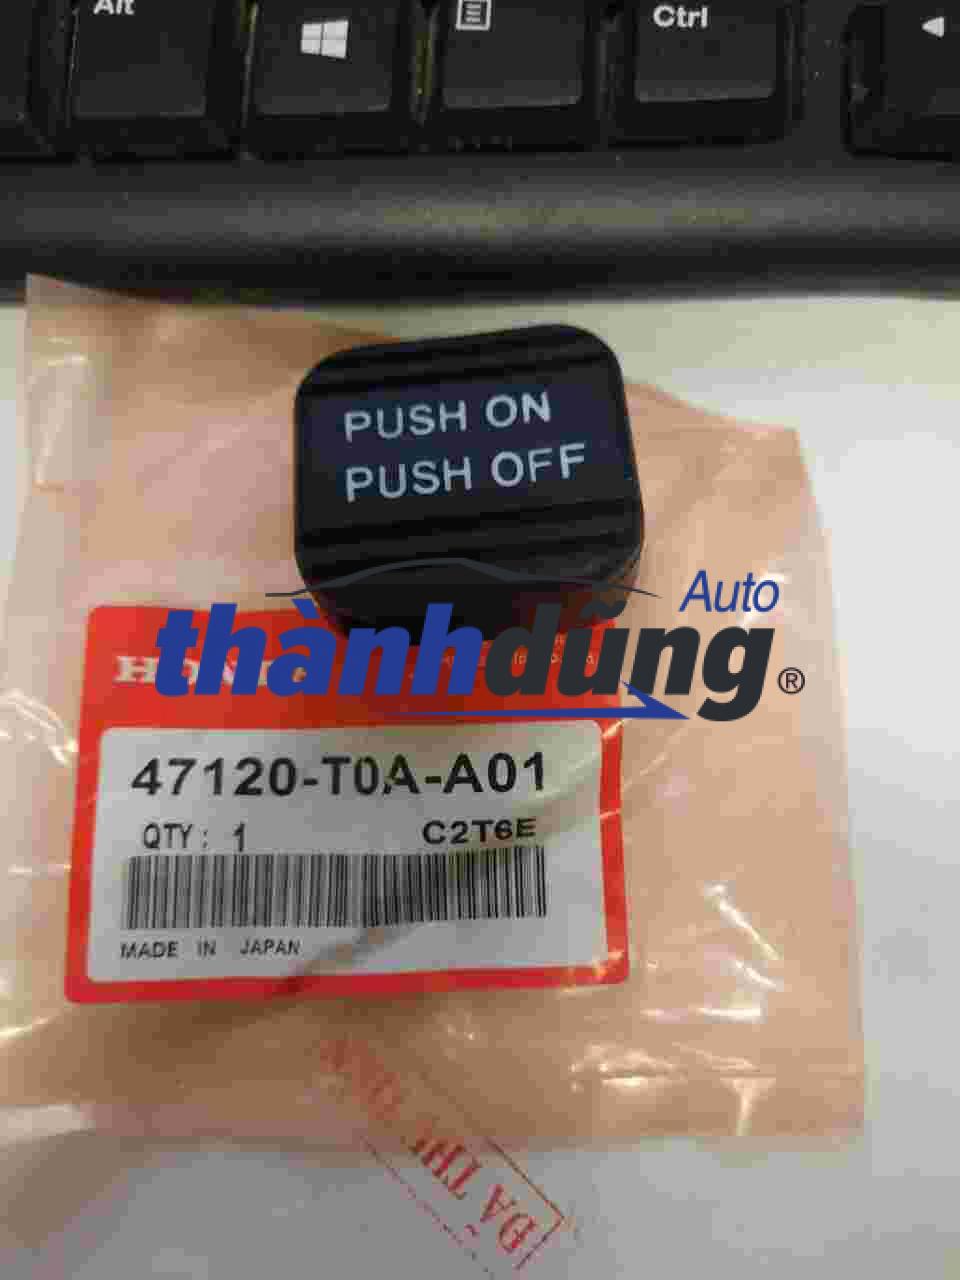 Alt
Ctrl
PUSH ON
PUSH OFF
Auto
thànhdũng®
47120-T0A-A01
QTY: 1 C2T6E
MADE IN JAPAN